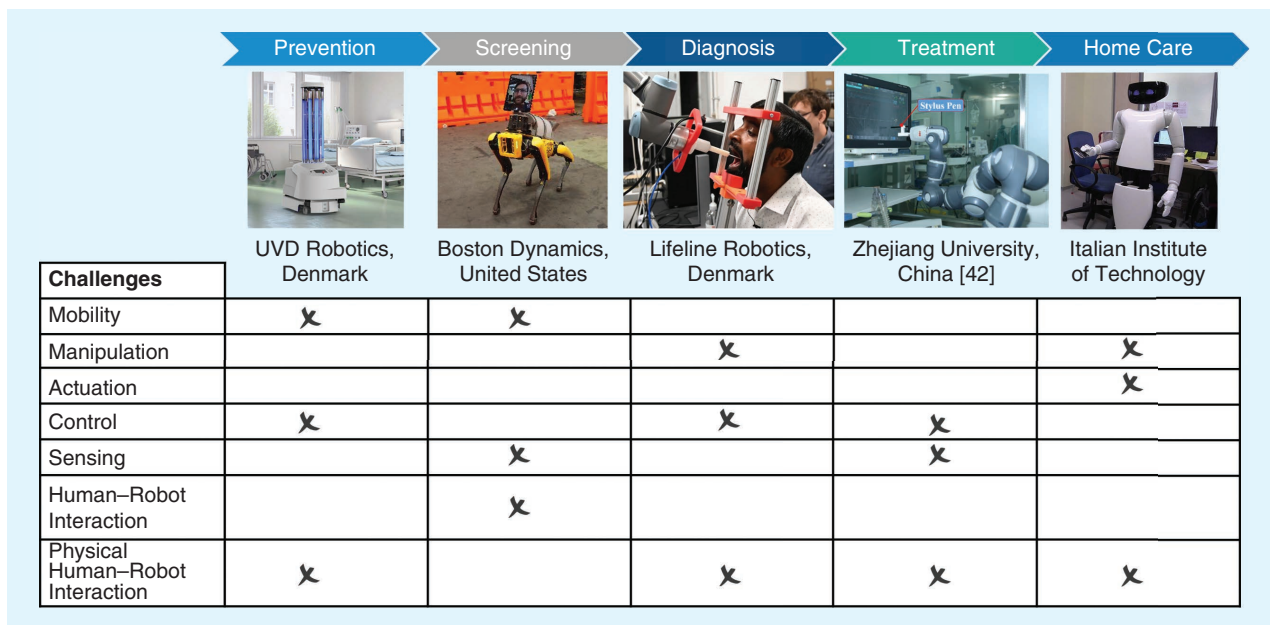 Prevention
Screening
Diagnosis
Treatment
Home Care
Stylus Pen
UVD Robotics,
Denmark
Boston Dynamics,
United States
Lifeline Robotics,
Denmark
Zhejiang University,
China [42]
Italian Institute
of Technology
Challenges
Mobility
Manipulation
Actuation
Control
Sensing
Human–Robot
Interaction
Physical
Human–Robot
Interaction